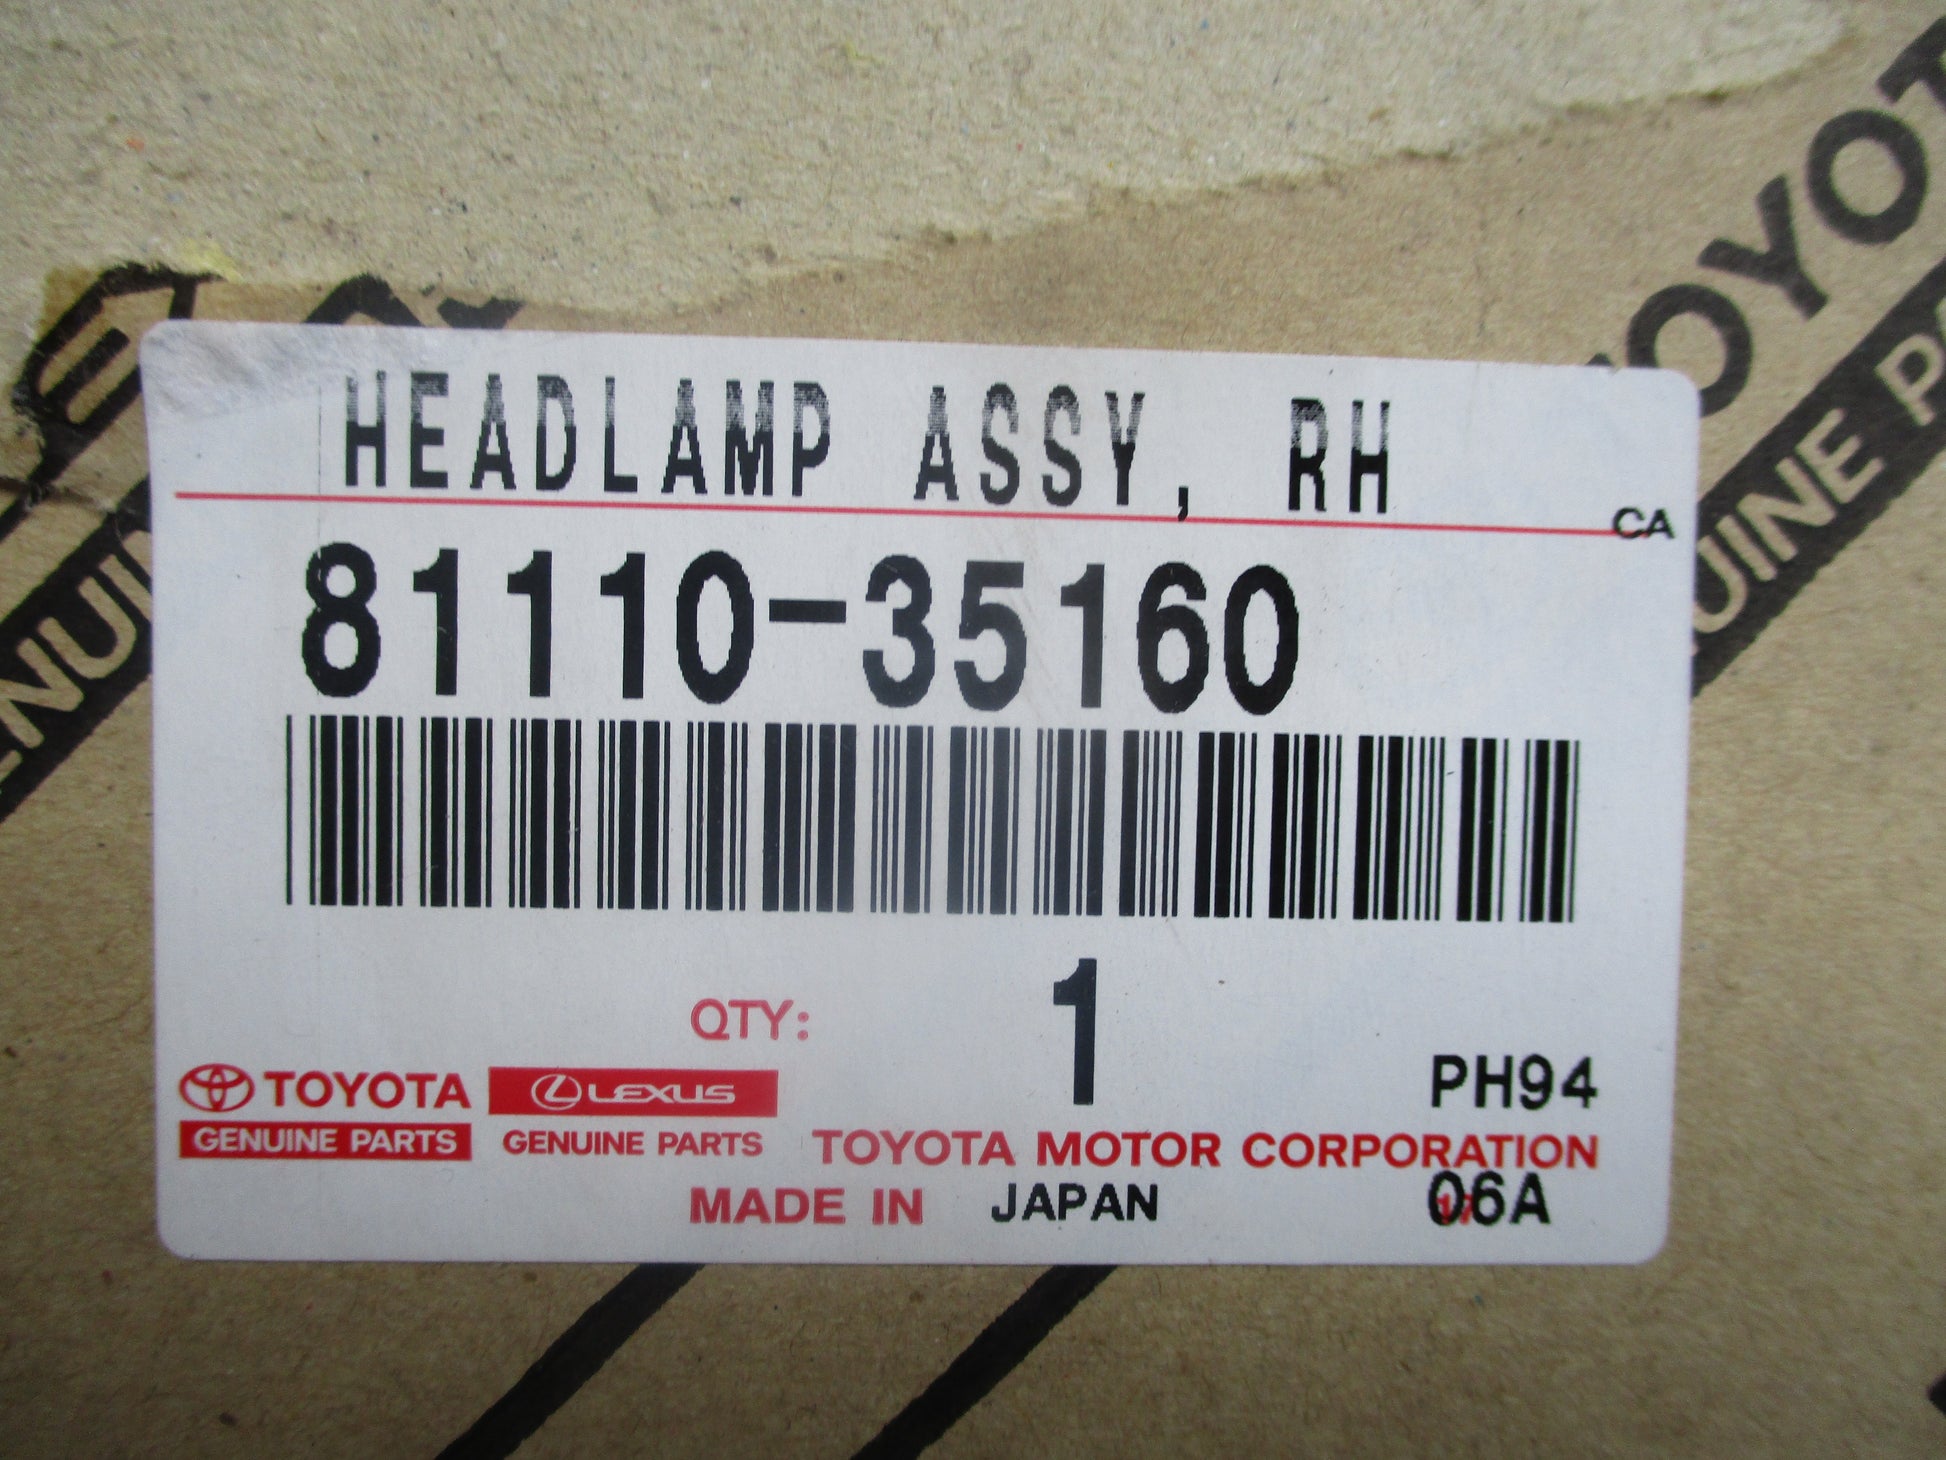 HEADLAMP ASSY, RH
CA
81110-35160
QTY: 1
PH94
TOYOTA LEXUS
GENUINE PARTS GENUINE PARTS TOYOTA MOTOR CORPORATION
MADE IN JAPAN 06A
TOYOT
GENUINE P
ENUIN